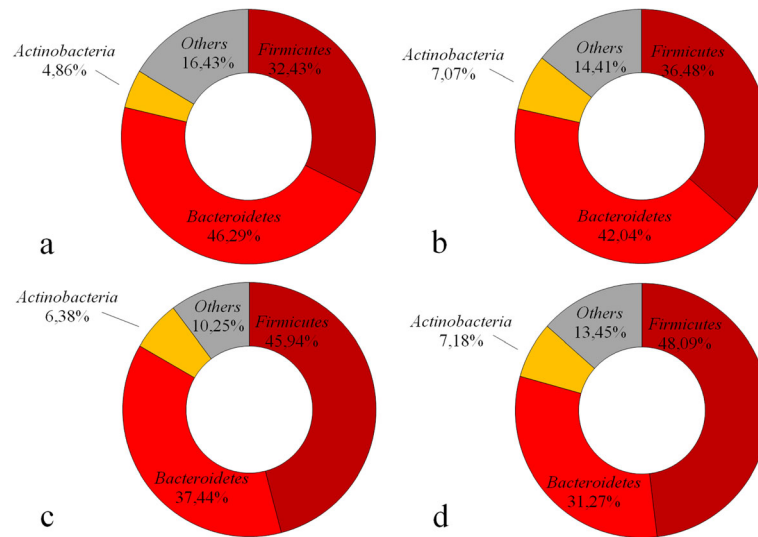 Actinobacteria
4,86%
Others
16,43%
Firmicutes
32,43%
Bacteroidetes
46,29%
a
Actinobacteria
7,07%
Others
14,41%
Firmicutes
36,48%
Bacteroidetes
42,04%
b
Actinobacteria
6,38%
Others
10,25%
Firmicutes
45,94%
Bacteroidetes
37,44%
c
Actinobacteria
7,18%
Others
13,45%
Firmicutes
48,09%
Bacteroidetes
31,27%
d